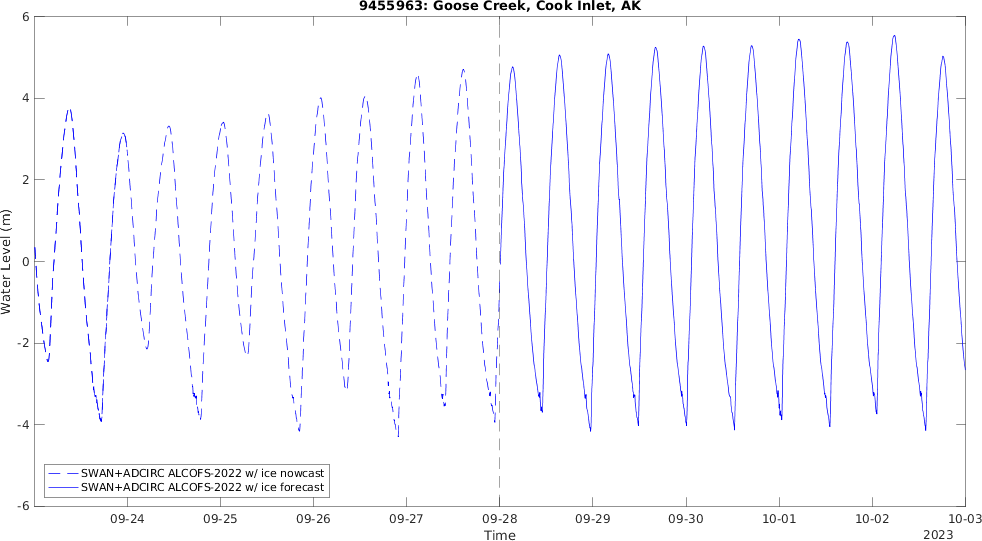 9455963: Goose Creek, Cook Inlet, AK
Water Level (m)
6
4
2
0
-2
-4
-6
SWAN+ADCIRC ALCOFS-2022 w/ ice nowcast
SWAN+ADCIRC ALCOFS-2022 w/ ice forecast
09-24 09-25 09-26 09-27 09-28 09-29 09-30 10-01 10-02 10-03
Time
2023